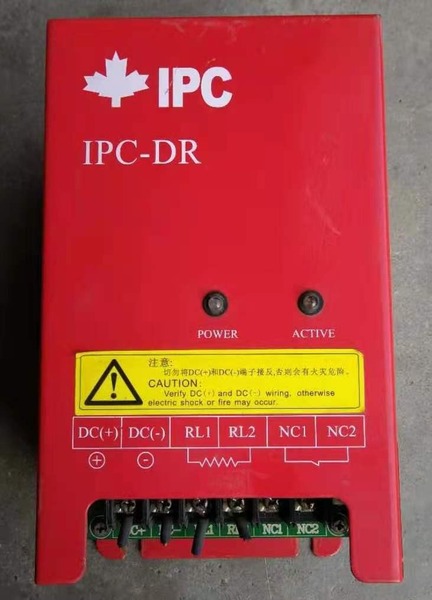 IPC
IPC-DR
POWER ACTIVE
注意:
切勿将DC(+)和DC(-)端子接反,否则会有火灾危险。
CAUTION:
Verify DC(+) and DC(-) wiring, otherwise
electric shock or fire may occur.
DC(+) DC(-) RL1 RL2 NC1 NC2
+ -
NC1 NC2